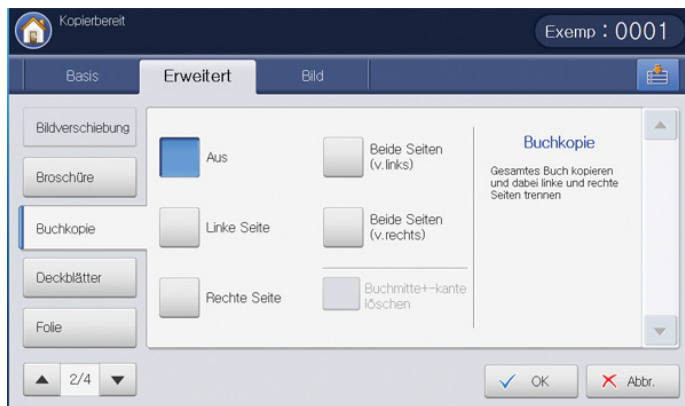 Kopierbereit
Exemp : 0001
Basis
Erweitert
Bild
Bildverschiebung
Broschüre
Buchkopie
Deckblätter
Folie
2/4
Aus
Linke Seite
Rechte Seite
Beide Seiten
(v.links)
Beide Seiten
(v.rechts)
Buchmitte+-kante
löschen
Buchkopie
Gesamtes Buch kopieren
und dabei linke und rechte
Seiten trennen
OK
Abbr.